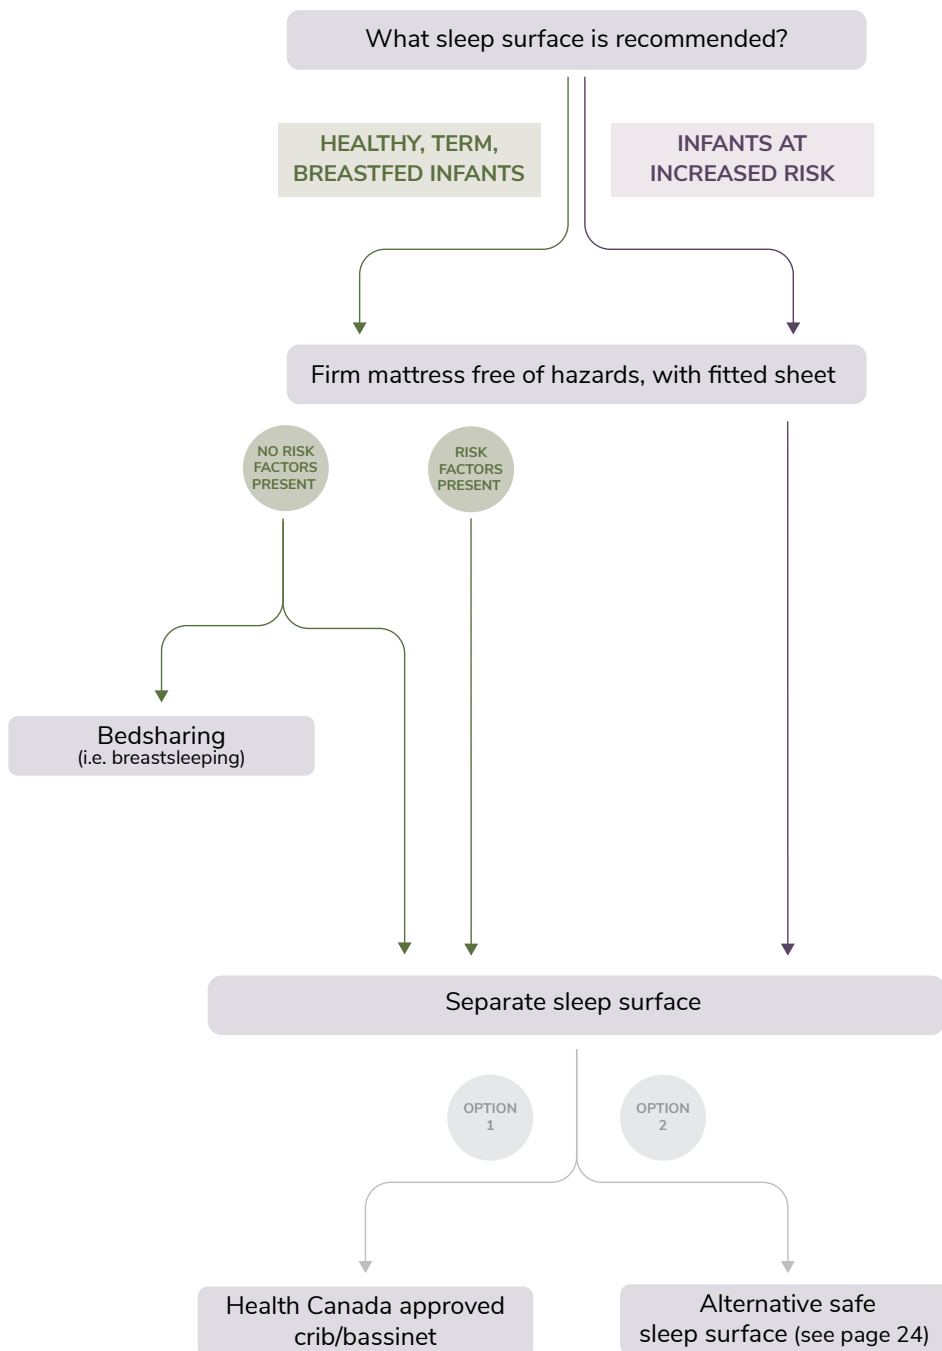 What sleep surface is recommended?
HEALTHY, TERM,
BREASTFED INFANTS
INFANTS AT
INCREASED RISK
Firm mattress free of hazards, with fitted sheet
NO RISK
FACTORS
PRESENT
RISK
FACTORS
PRESENT
Bedsharing
(i.e. breastsleeping)
Separate sleep surface
OPTION
1
OPTION
2
Health Canada approved
crib/bassinet
Alternative safe
sleep surface (see page 24)